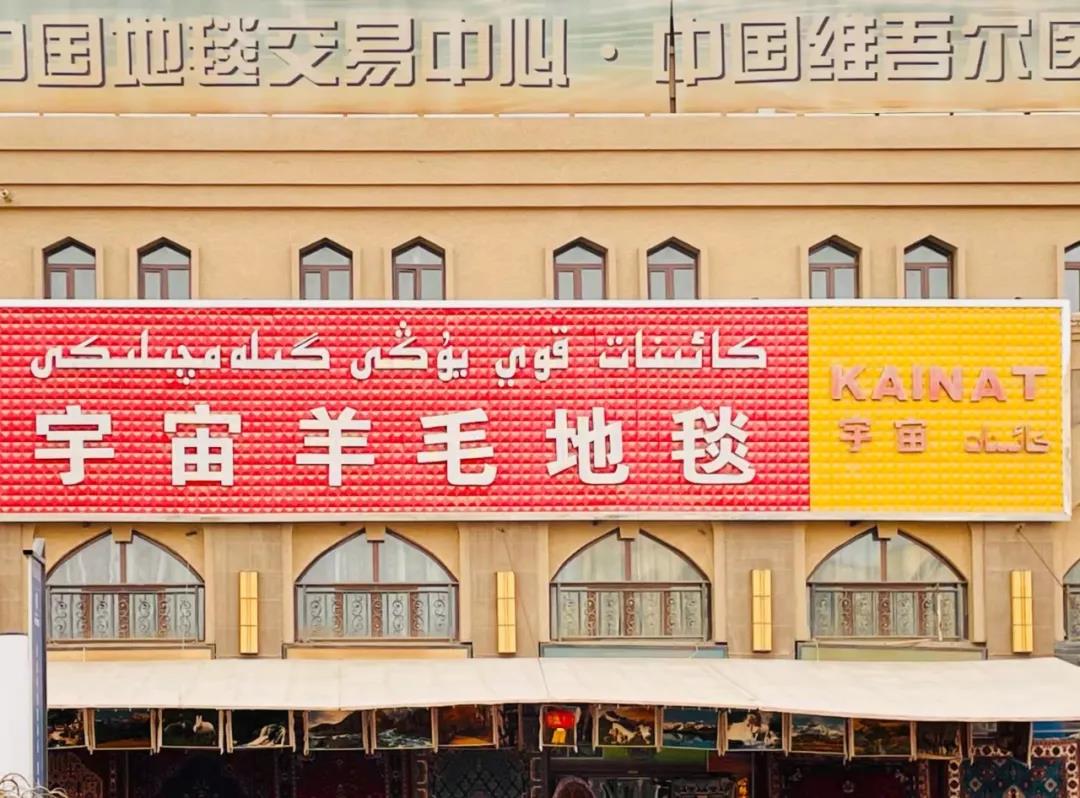 中国地毯交易中心·中国维吾尔
كائىنات قوي يۇڭى گىلەمچىلىكى
宇宙羊毛地毯
KAINAT
宇宙 كائىنات